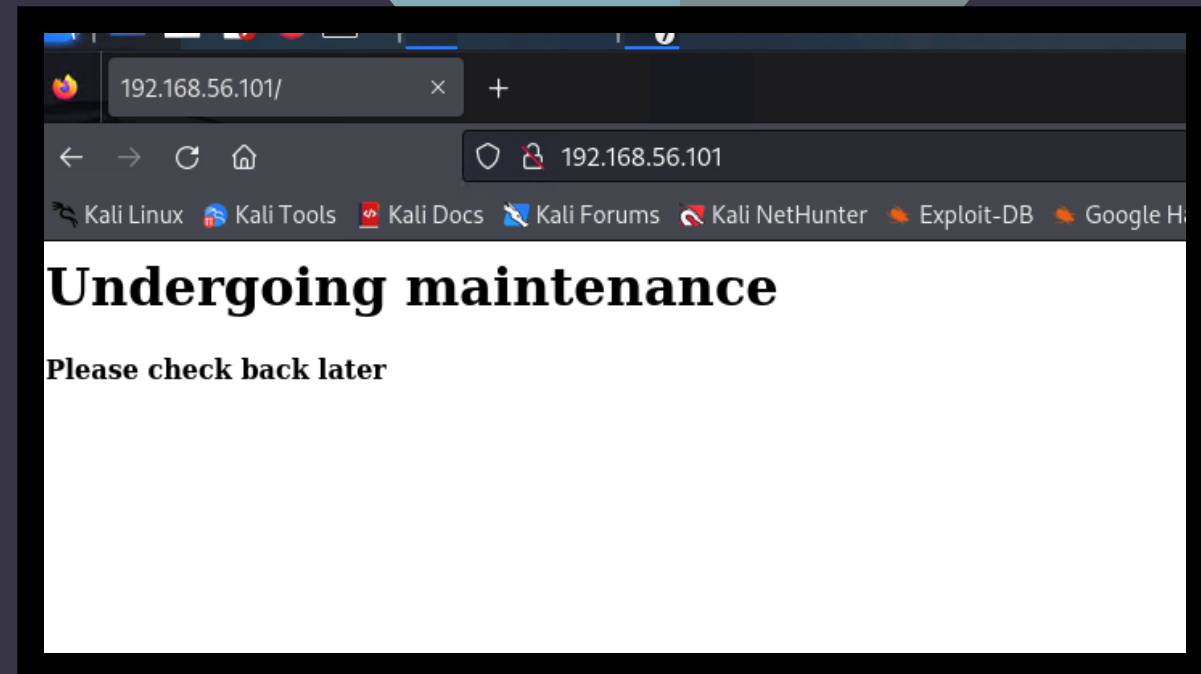 192.168.56.101/
192.168.56.101
Kali Linux Kali Tools Kali Docs Kali Forums Kali NetHunter Exploit-DB Google H
Undergoing maintenance
Please check back later